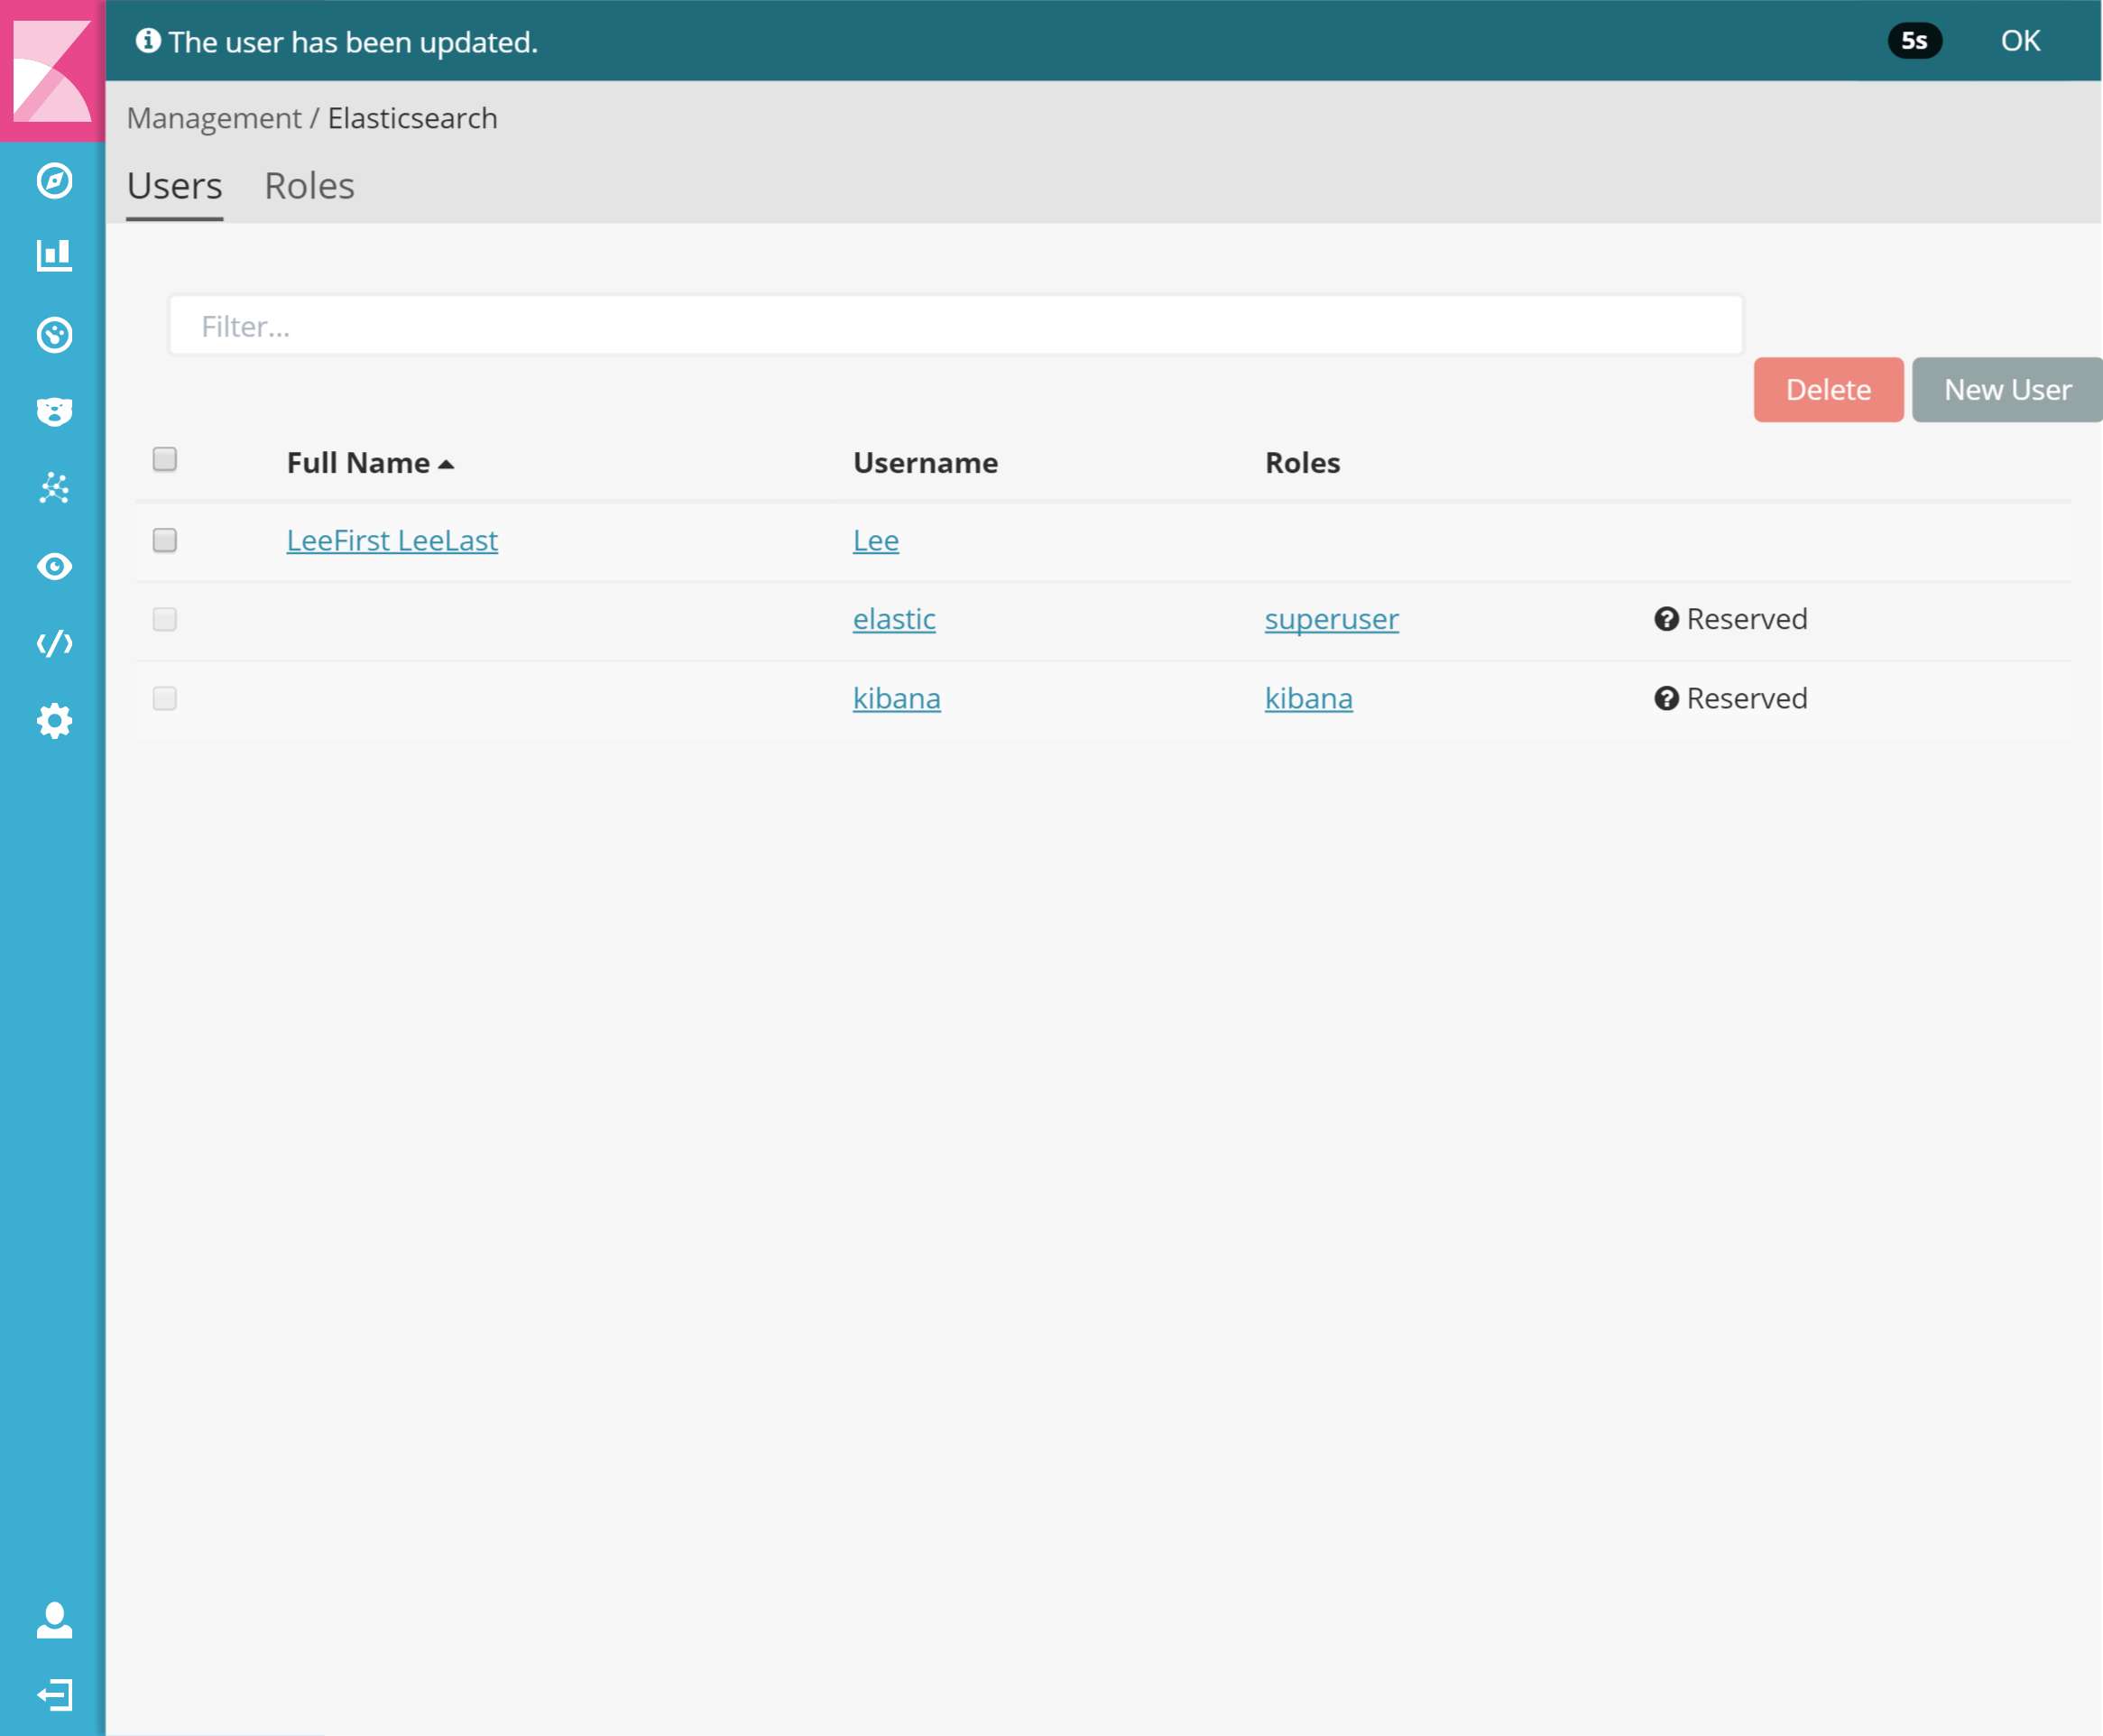 The user has been updated. 5s OK
Management / Elasticsearch
Users Roles
Filter...
Delete New User
Full Name Username Roles
LeeFirst LeeLast Lee
elastic superuser Reserved
kibana kibana Reserved